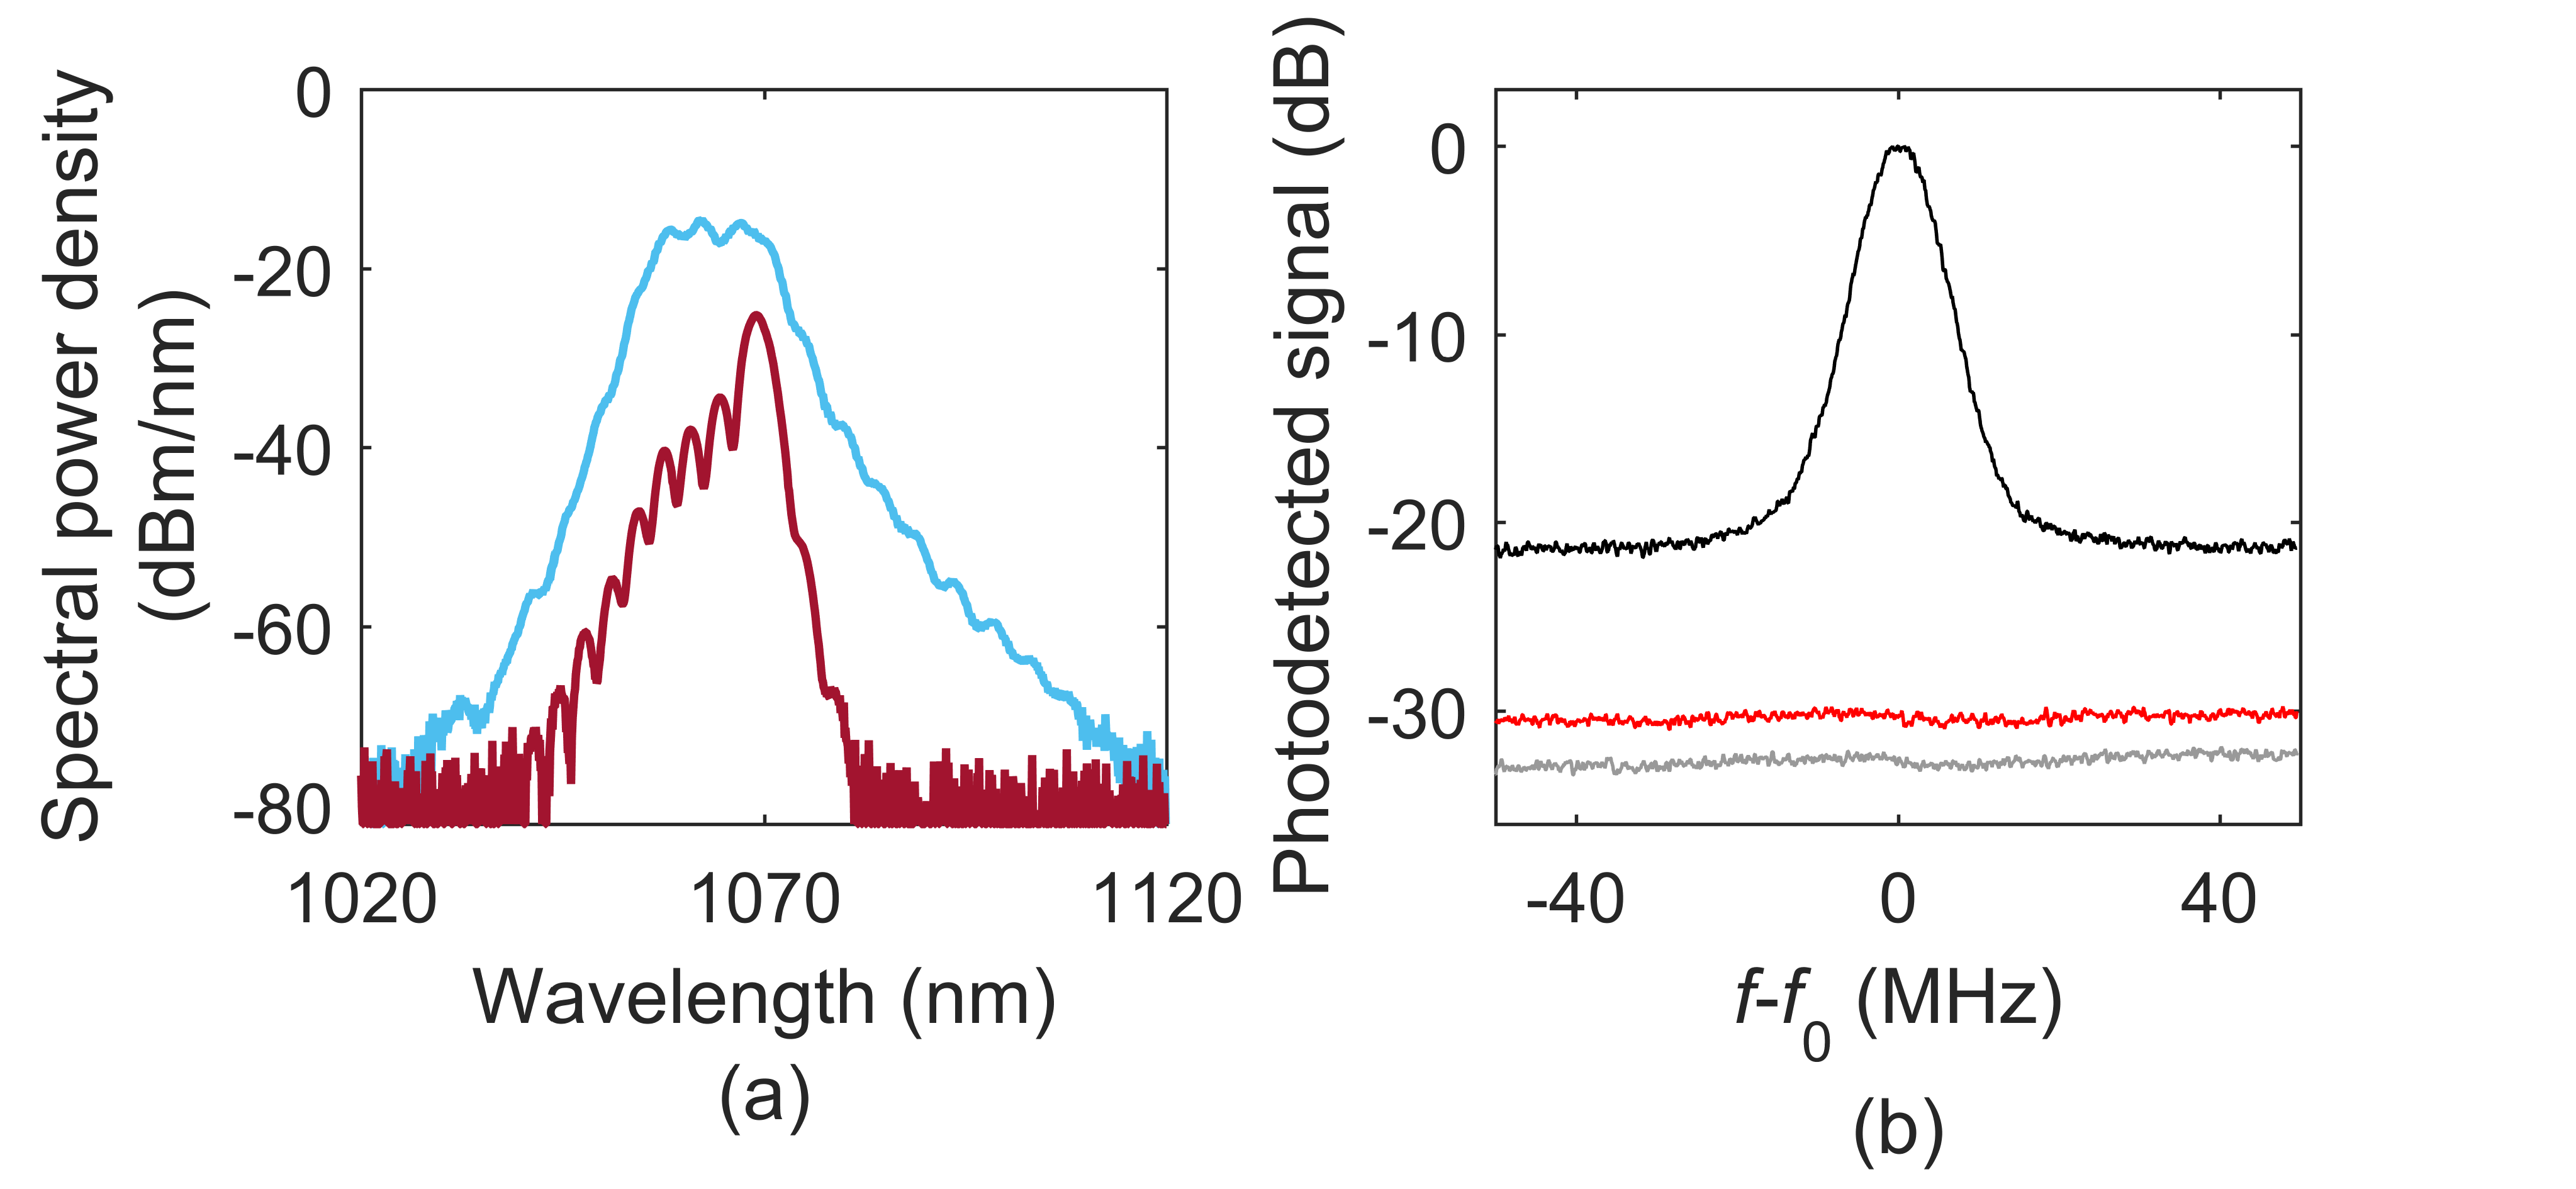 Spectral power density
(dBm/nm)
0
-20
-40
-60
-80
1020
1070
1120
Wavelength (nm)
(a)
Photodetected signal (dB)
0
-10
-20
-30
-40
0
40
f-f0 (MHz)
(b)